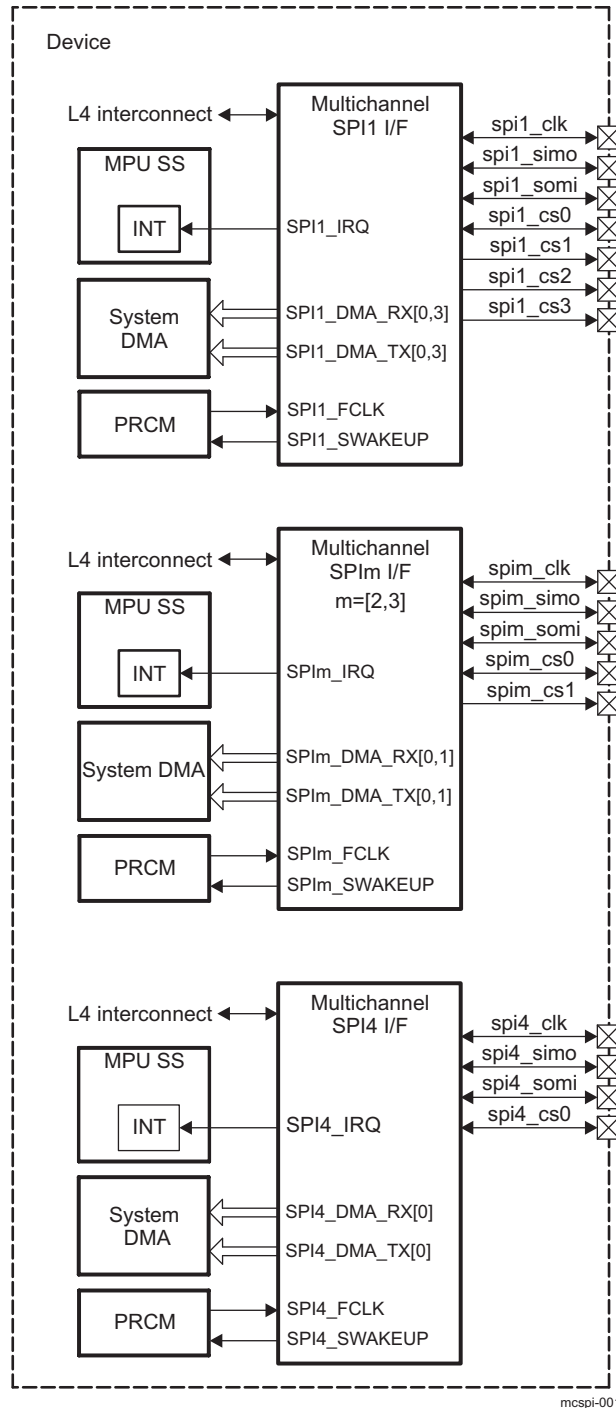 Device
L4 interconnect
Multichannel
SPI1 I/F
spi1_clk
spi1_simo
spi1_somi
spi1_cs0
spi1_cs1
spi1_cs2
spi1_cs3
MPU SS
INT
SPI1_IRQ
System
DMA
SPI1_DMA_RX[0,3]
SPI1_DMA_TX[0,3]
PRCM
SPI1_FCLK
SPI1_SWAKEUP
L4 interconnect
Multichannel
SPIm I/F
m=[2,3]
spim_clk
spim_simo
spim_somi
spim_cs0
spim_cs1
MPU SS
INT
SPIm_IRQ
System DMA
SPIm_DMA_RX[0,1]
SPIm_DMA_TX[0,1]
PRCM
SPIm_FCLK
SPIm_SWAKEUP
L4 interconnect
Multichannel
SPI4 I/F
spi4_clk
spi4_simo
spi4_somi
spi4_cs0
MPU SS
INT
SPI4_IRQ
System
DMA
SPI4_DMA_RX[0]
SPI4_DMA_TX[0]
PRCM
SPI4_FCLK
SPI4_SWAKEUP
mcspi-001